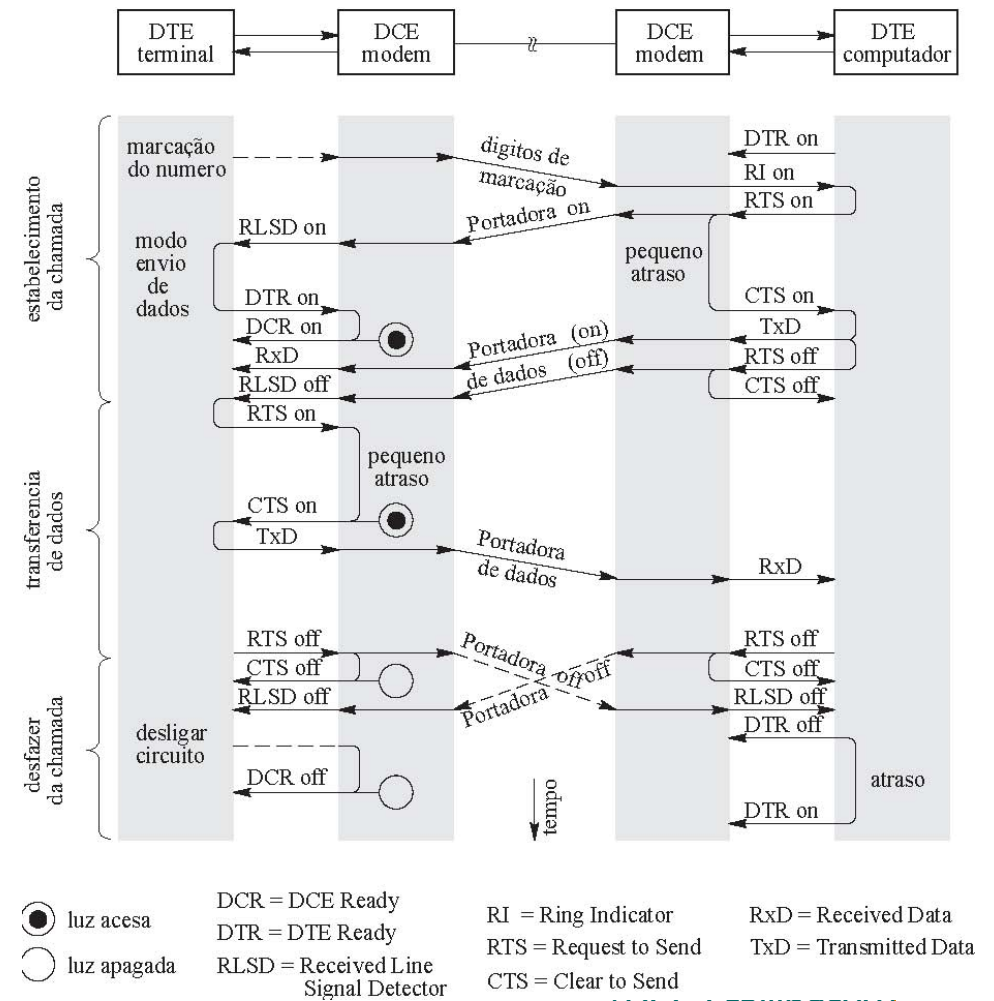 DTE
terminal
DCE
modem
DCE
modem
DTE
computador
estabelecimento
da chamada
marcação
do numero
digitos de
marcação
DTR on
RI on
RTS on
Portadora on
RLSD on
modo
envio
de
dados
pequeno
atraso
DTR on
CTS on
DCR on
TxD
Portadora (on)
de dados (off)
RxD
RTS off
RLSD off
CTS off
transferencia
de dados
RTS on
pequeno
atraso
CTS on
TxD
Portadora
de dados
RxD
desfazer
da chamada
RTS off
CTS off
RLSD off
Portadora off
Portadora off
RTS off
CTS off
RLSD off
DTR off
desligar
circuito
DCR off
atraso
DTR on
tempo
luz acesa
luz apagada
DCR = DCE Ready
DTR = DTE Ready
RLSD = Received Line
Signal Detector
RI = Ring Indicator
RTS = Request to Send
CTS = Clear to Send
RxD = Received Data
TxD = Transmitted Data